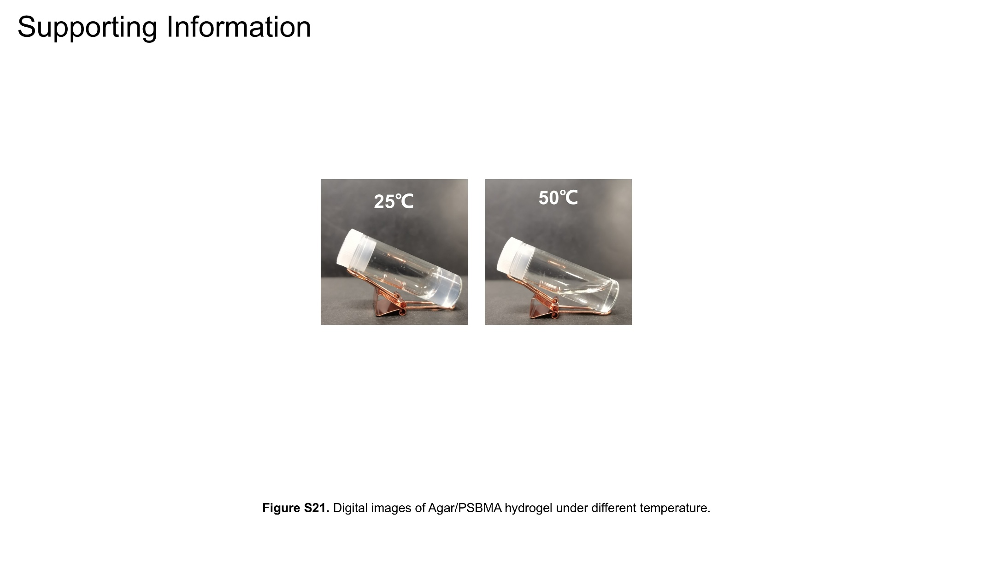 Supporting Information
25℃
50℃
Figure S21. Digital images of Agar/PSBMA hydrogel under different temperature.